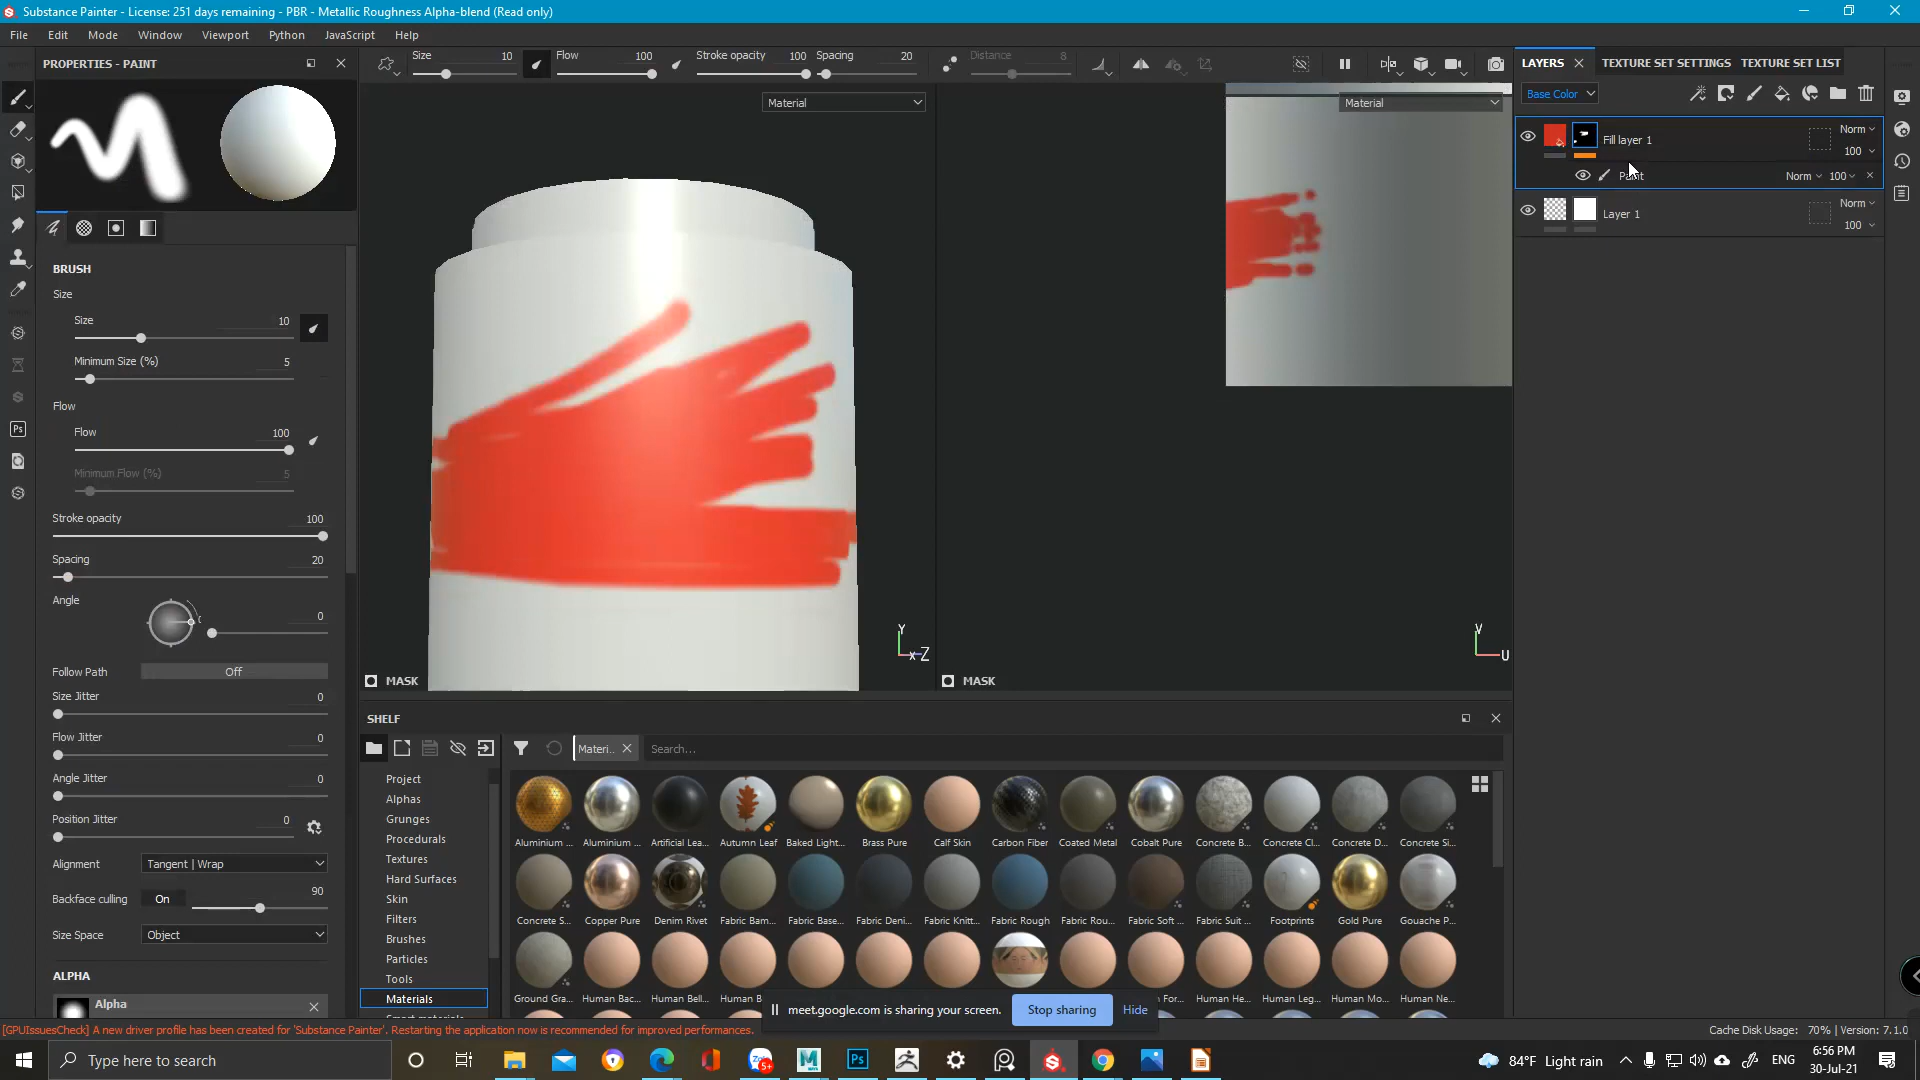 Substance Painter - License: 251 days remaining - PBR - Metallic Roughness Alpha-blend (Read only)
File Edit Mode Window Viewport Python JavaScript Help
PROPERTIES - PAINT
Size 10 Flow 100 Stroke opacity 100 Spacing 20 Distance 8
LAYERS TEXTURE SET SETTINGS TEXTURE SET LIST
Base Color
Material
Material
Fill layer 1 Norm 100
Paint Norm 100
Layer 1 Norm 100
BRUSH
Size
Size 10
Minimum Size (%) 5
Flow
Flow 100
Minimum Flow (%) 5
Stroke opacity 100
Spacing 20
Angle 0
Follow Path Off
Size Jitter 0
Flow Jitter 0
Angle Jitter 0
Position Jitter 0
Alignment Tangent | Wrap
Backface culling On 90
Size Space Object
ALPHA
Alpha
Y
Z
X
MASK
V
U
MASK
SHELF
Materi.. Search...
Project
Alphas
Grunges
Procedurals
Textures
Hard Surfaces
Skin
Filters
Brushes
Particles
Tools
Materials
Aluminium ... Aluminium ... Artificial Lea... Autumn Leaf Baked Light... Brass Pure Calf Skin Carbon Fiber Coated Metal Cobalt Pure Concrete B... Concrete Cl... Concrete D... Concrete Si...
Concrete S... Copper Pure Denim Rivet Fabric Bam... Fabric Base... Fabric Deni... Fabric Knitt... Fabric Rough Fabric Rou... Fabric Soft ... Fabric Suit ... Footprints Gold Pure Gouache P...
Ground Gra... Human Bac... Human Bell... Human B For... Human He... Human Leg... Human Mo... Human Ne...
meet.google.com is sharing your screen. Stop sharing Hide
[GPUIssuesCheck] A new driver profile has been created for 'Substance Painter'. Restarting the application now is recommended for improved performances.
Cache Disk Usage: 70% | Version: 7.1.0
Type here to search
Ps
84°F Light rain ENG 6:56 PM
30-Jul-21